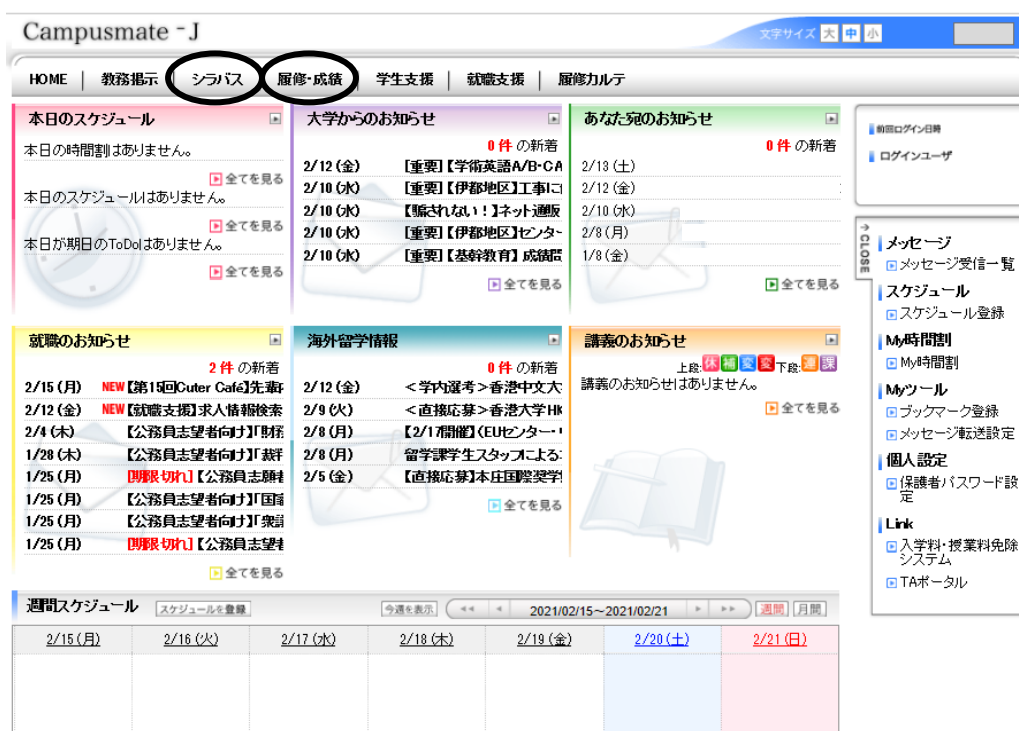 Campusmate - J
文字サイズ 大 中 小
HOME 教務掲示 シラバス 履修・成績 学生支援 就職支援 履修カルテ
本日のスケジュール
本日の時間割はありません。
全てを見る
本日のスケジュールはありません。
全てを見る
本日が期日のToDoはありません。
全てを見る
大学からのお知らせ
0 件 の新着
2/12 (金) [重要]【学術英語A/B・CA
2/10 (水) [重要]【伊都地区】工事に
2/10 (水) 【騙されない!】ネット通販
2/10 (水) [重要]【伊都地区】センター
2/10 (水) [重要]【基幹教育】成績
全てを見る
あなた宛のお知らせ
0 件 の新着
2/13 (土)
2/12 (金)
2/10 (水)
2/8 (月)
1/8 (金)
全てを見る
就職のお知らせ
2 件 の新着
2/15 (月) NEW【第15回Cuter Café】先輩
2/12 (金) NEW【就職支援】求人情報検索
2/4 (木) 【公務員志望者向け】「財務
1/28 (木) 【公務員志望者向け】「裁判
1/25 (月) [期限切れ]【公務員志願者
1/25 (月) 【公務員志望者向け】「国家
1/25 (月) 【公務員志望者向け】「衆議
1/25 (月) [期限切れ]【公務員志望者
全てを見る
海外留学情報
0 件 の新着
2/12 (金) <学内選考>香港中文大
2/9 (火) <直接応募>香港大学HK
2/8 (月) 【2/17開催】(EUセンター・
2/8 (月) 留学課学生スタッフによる
2/5 (金) 【直接応募】本庄国際奨学
全てを見る
講義のお知らせ
上段:休 補 変 変 下段:連 課
講義のお知らせはありません。
全てを見る
前回ログイン日時
ログインユーザ
→CLOSE
メッセージ
メッセージ受信一覧
スケジュール
スケジュール登録
My時間割
My時間割
Myツール
ブックマーク登録
メッセージ転送設定
個人設定
保護者パスワード設
定
Link
入学料・授業料免除
システム
TAポータル
週間スケジュール スケジュールを登録 今週を表示 2021/02/15~2021/02/21 週間 月間
2/15 (月) 2/16 (火) 2/17 (水) 2/18 (木) 2/19 (金) 2/20 (土) 2/21 (日)